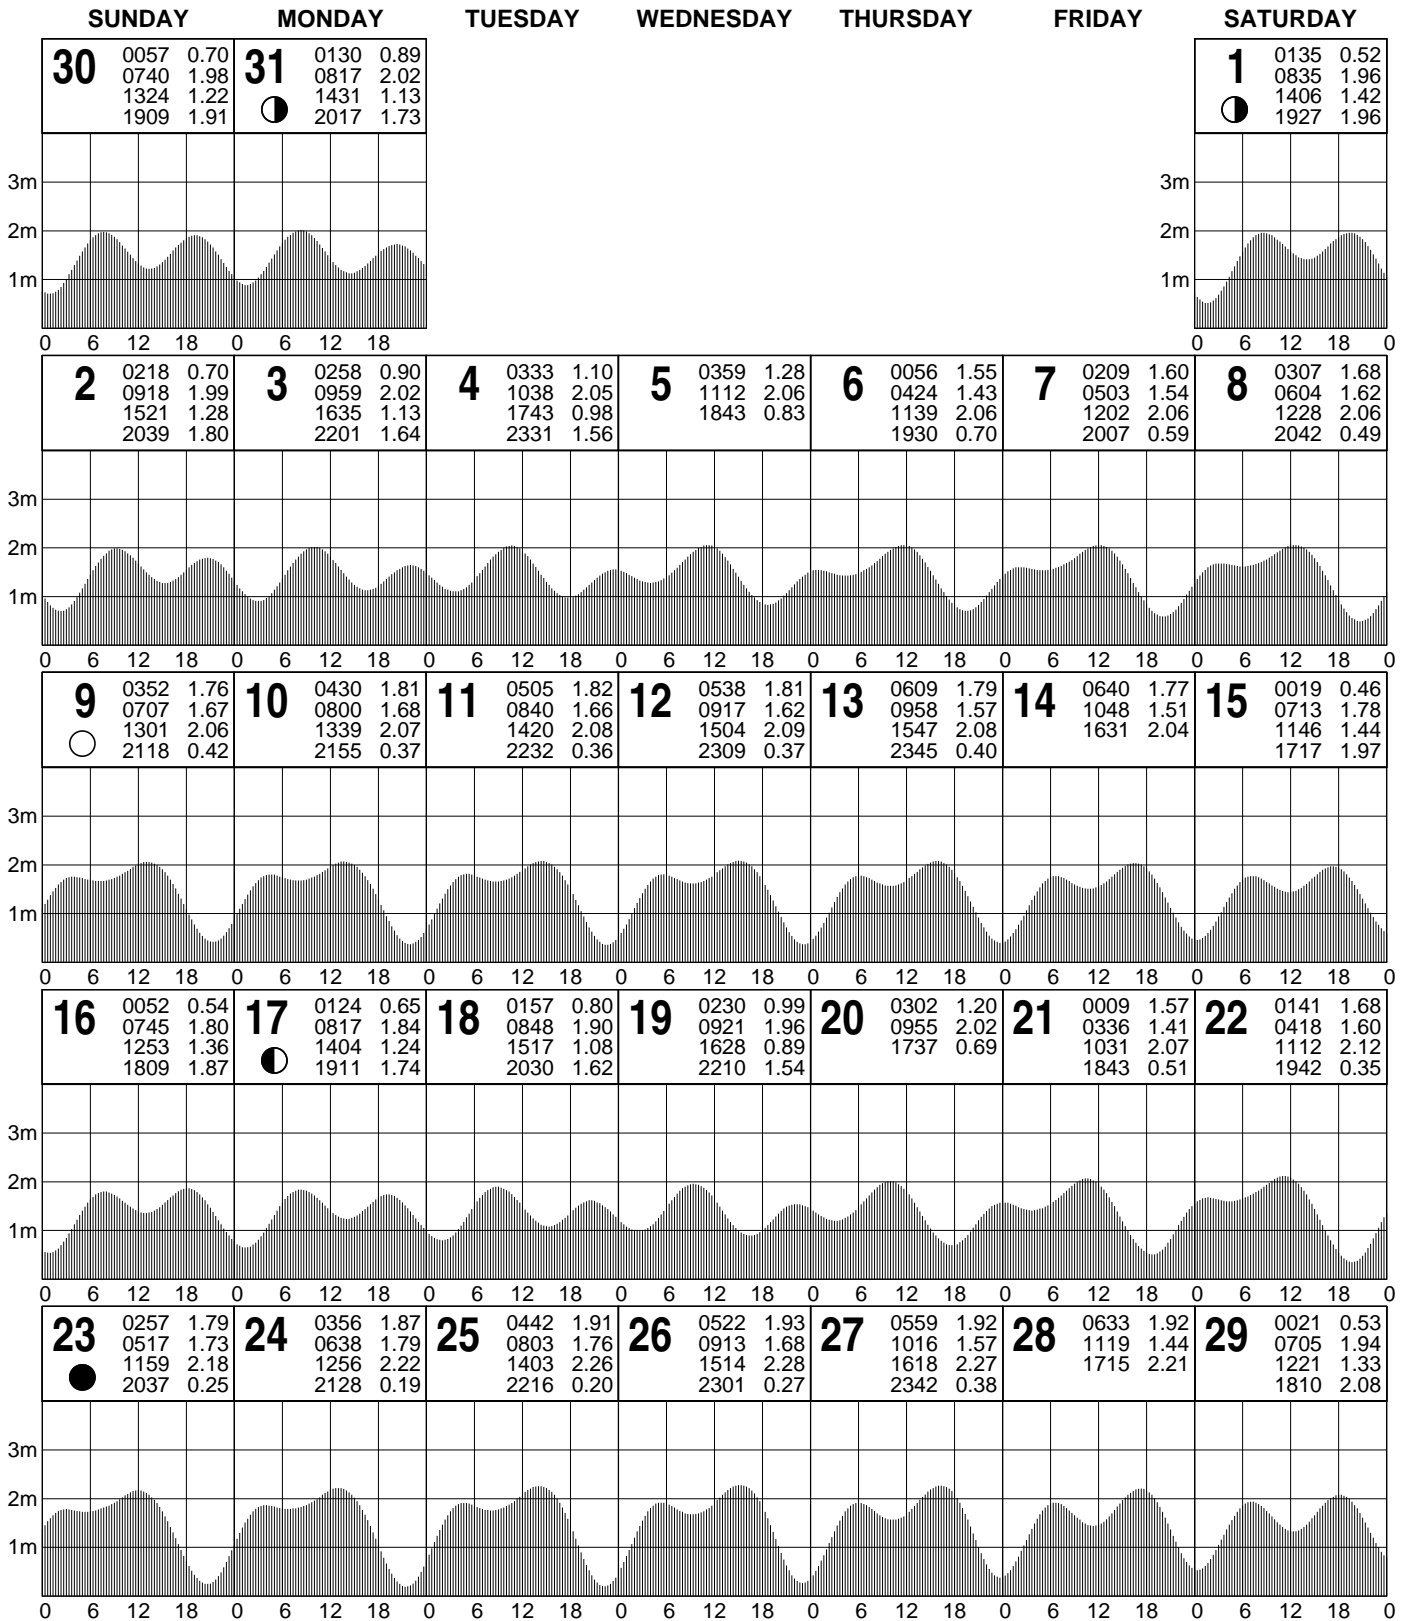 SUNDAY MONDAY TUESDAY WEDNESDAY THURSDAY FRIDAY SATURDAY
30 0057 0.70 31 0130 0.89 1 0135 0.52
0740 1.98 0817 2.02 0835 1.96
1324 1.22 1431 1.13 1406 1.42
1909 1.91 2017 1.73 1927 1.96
3m 3m
2m 2m
1m 1m
0 6 12 18 0 6 12 18 0 6 12 18 0
2 0218 0.70 3 0258 0.90 4 0333 1.10 5 0359 1.28 6 0056 1.55 7 0209 1.60 8 0307 1.68
0918 1.99 0959 2.02 1038 2.05 1112 2.06 0424 1.43 0503 1.54 0604 1.62
1521 1.28 1635 1.13 1743 0.98 1843 0.83 1139 2.06 1202 2.06 1228 2.06
2039 1.80 2201 1.64 2331 1.56 1930 0.70 2007 0.59 2042 0.49
3m
2m
1m
0 6 12 18 0 6 12 18 0 6 12 18 0 6 12 18 0 6 12 18 0 6 12 18 0 6 12 18 0
9 0352 1.76 10 0430 1.81 11 0505 1.82 12 0538 1.81 13 0609 1.79 14 0640 1.77 15 0019 0.46
0707 1.67 0800 1.68 0840 1.66 0917 1.62 0958 1.57 1048 1.51 0713 1.78
1301 2.06 1339 2.07 1420 2.08 1504 2.09 1547 2.08 1631 2.04 1146 1.44
2118 0.42 2155 0.37 2232 0.36 2309 0.37 2345 0.40 1717 1.97
3m
2m
1m
0 6 12 18 0 6 12 18 0 6 12 18 0 6 12 18 0 6 12 18 0 6 12 18 0 6 12 18 0
16 0052 0.54 17 0124 0.65 18 0157 0.80 19 0230 0.99 20 0302 1.20 21 0009 1.57 22 0141 1.68
0745 1.80 0817 1.84 0848 1.90 0921 1.96 0955 2.02 0336 1.41 0418 1.60
1253 1.36 1404 1.24 1517 1.08 1628 0.89 1737 0.69 1031 2.07 1112 2.12
1809 1.87 1911 1.74 2030 1.62 2210 1.54 1843 0.51 1942 0.35
3m
2m
1m
0 6 12 18 0 6 12 18 0 6 12 18 0 6 12 18 0 6 12 18 0 6 12 18 0 6 12 18 0
23 0257 1.79 24 0356 1.87 25 0442 1.91 26 0522 1.93 27 0559 1.92 28 0633 1.92 29 0021 0.53
0517 1.73 0638 1.79 0803 1.76 0913 1.68 1016 1.57 1119 1.44 0705 1.94
1159 2.18 1256 2.22 1403 2.26 1514 2.28 1618 2.27 1715 2.21 1221 1.33
2037 0.25 2128 0.19 2216 0.20 2301 0.27 2342 0.38 1810 2.08
3m
2m
1m
0 6 12 18 0 6 12 18 0 6 12 18 0 6 12 18 0 6 12 18 0 6 12 18 0 6 12 18 0